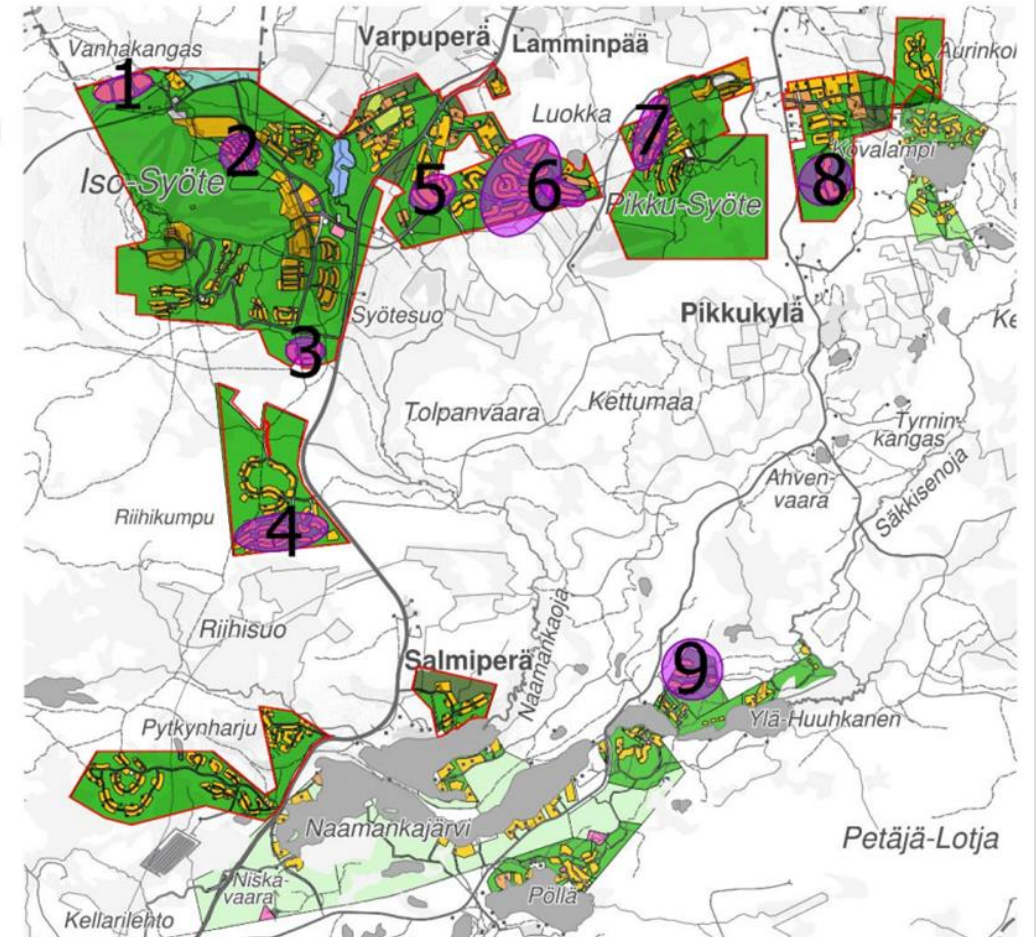 Varpuperä
Lamminpää
Vanhakangas
Aurinkol
1
Luokka
7
2
Kovalampi
Iso-Syöte
5
6
8
Pikku-Syöte
Syötesuo
Pikkukylä
Ke
3
Tolpanvaara
Kettumaa
Tyrnin-
kangas
Ahven-
vaara
Säkkisenoja
Riihikumpu
4
Naamankaoja
Riihisuo
Salmiperä
9
Pytkynharju
Ylä-Huuhkanen
Naamankajärvi
Petäjä-Lotja
Niska-
vaara
Pöllä
Kellarilehto